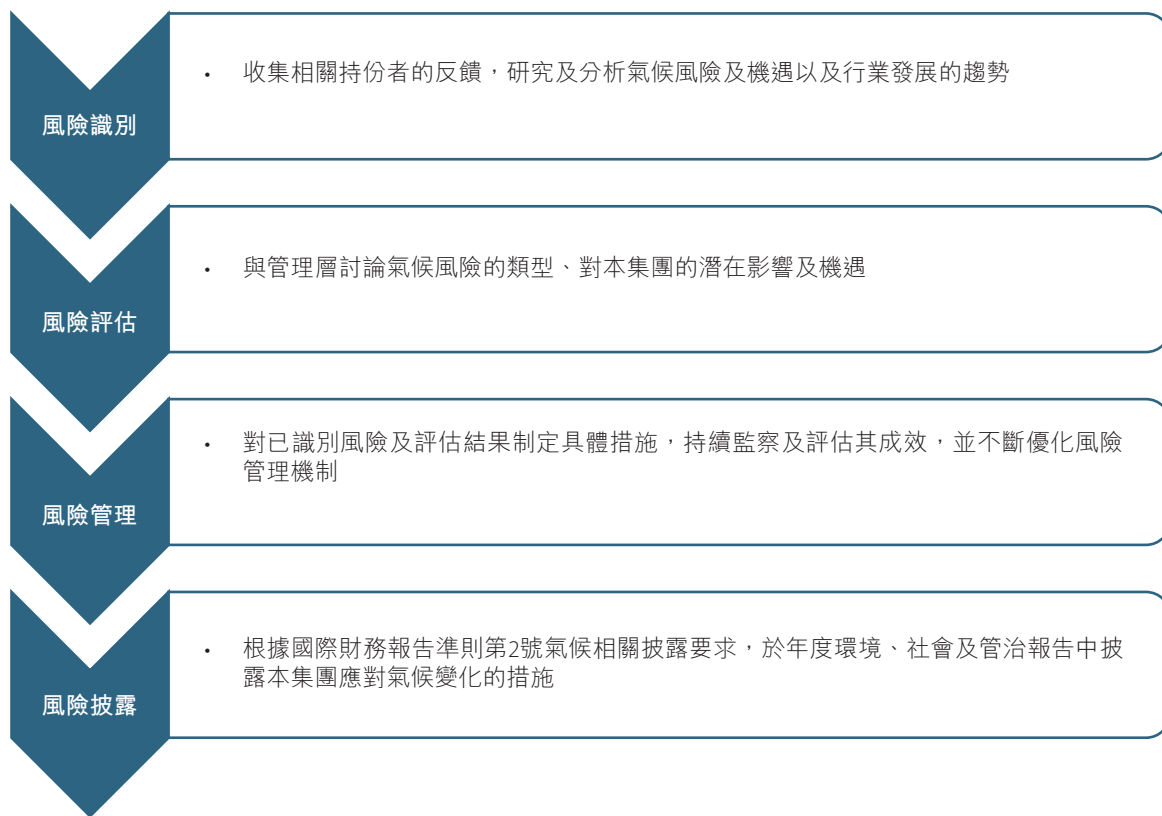 風險識別
• 收集相關持份者的反饋，研究及分析氣候風險及機遇以及行業發展的趨勢
風險評估
• 與管理層討論氣候風險的類型、對本集團的潛在影響及機遇
風險管理
• 對已識別風險及評估結果制定具體措施，持續監察及評估其成效，並不斷優化風險
管理機制
風險披露
• 根據國際財務報告準則第2號氣候相關披露要求，於年度環境、社會及管治報告中披
露本集團應對氣候變化的措施